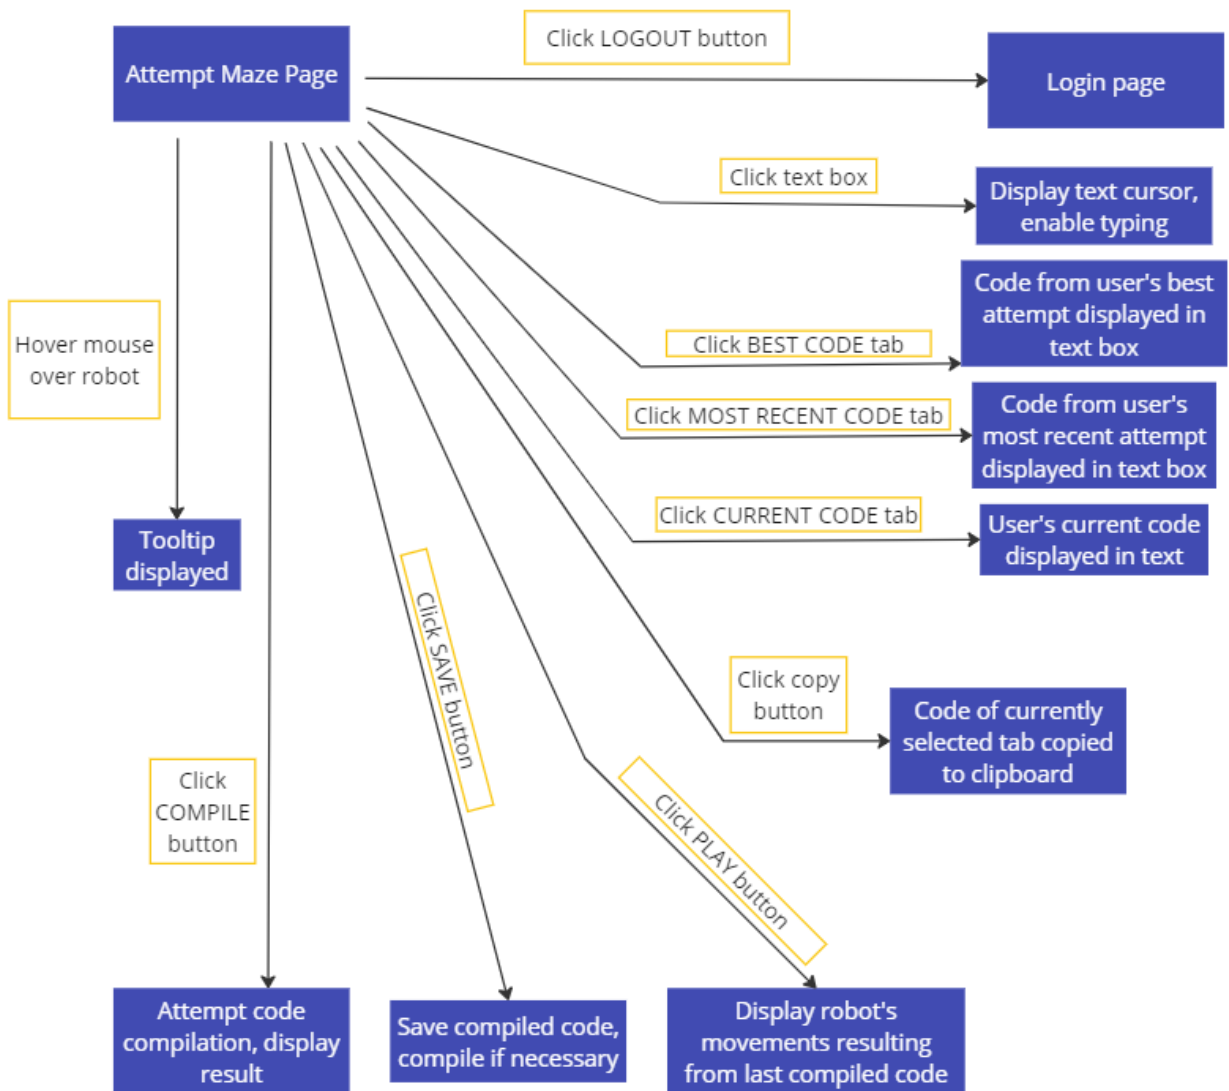 Click LOGOUT button
Attempt Maze Page
Login page
Click text box
Display text cursor,
enable typing
Code from user's best
attempt displayed in
text box
Click BEST CODE tab
Hover mouse
over robot
Click MOST RECENT CODE tab
Code from user's
most recent attempt
displayed in text box
Click CURRENT CODE tab
User's current code
displayed in text
Tooltip
displayed
Click SAVE button
Click copy
button
Code of currently
selected tab copied
to clipboard
Click
COMPILE
button
Click PLAY button
Attempt code
compilation, display
result
Save compiled code,
compile if necessary
Display robot's
movements resulting
from last compiled code